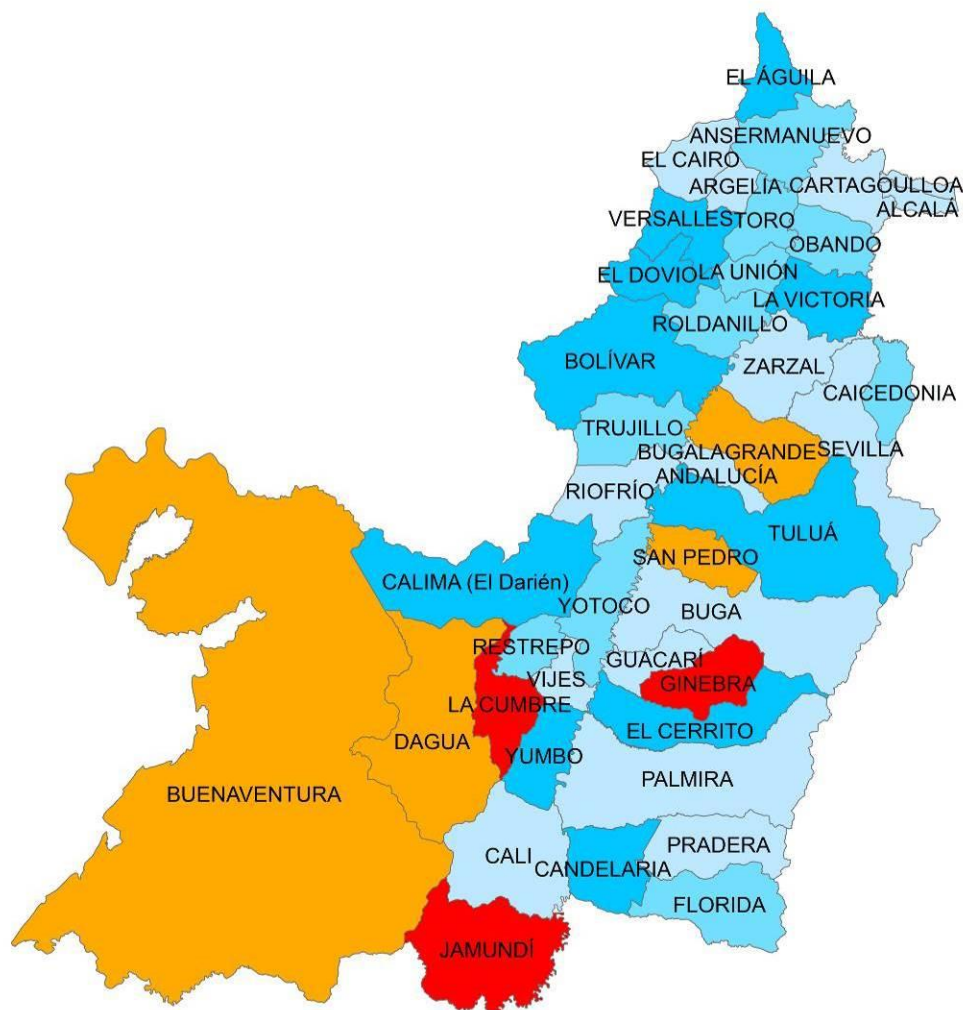 EL ÁGUILA
ANSERMANUEVO
EL CAIRO
ARGELIA
CARTAGOULLOA
ALCALÁ
VERSALLES
TORO
OBANDO
EL DOVIO
LA UNIÓN
LA VICTORIA
ROLDANILLO
BOLÍVAR
ZARZAL
CAICEDONIA
TRUJILLO
BUGALAGRANDE
SEVILLA
ANDALUCÍA
RIOFRÍO
TULUÁ
SAN PEDRO
CALIMA (El Darién)
YOTOCO
BUGA
RESTREPO
GUACARÍ
VIJES
GINEBRA
LA CUMBRE
EL CERRITO
DAGUA
YUMBO
PALMIRA
BUENAVENTURA
PRADERA
CALI
CANDELARIA
FLORIDA
JAMUNDÍ